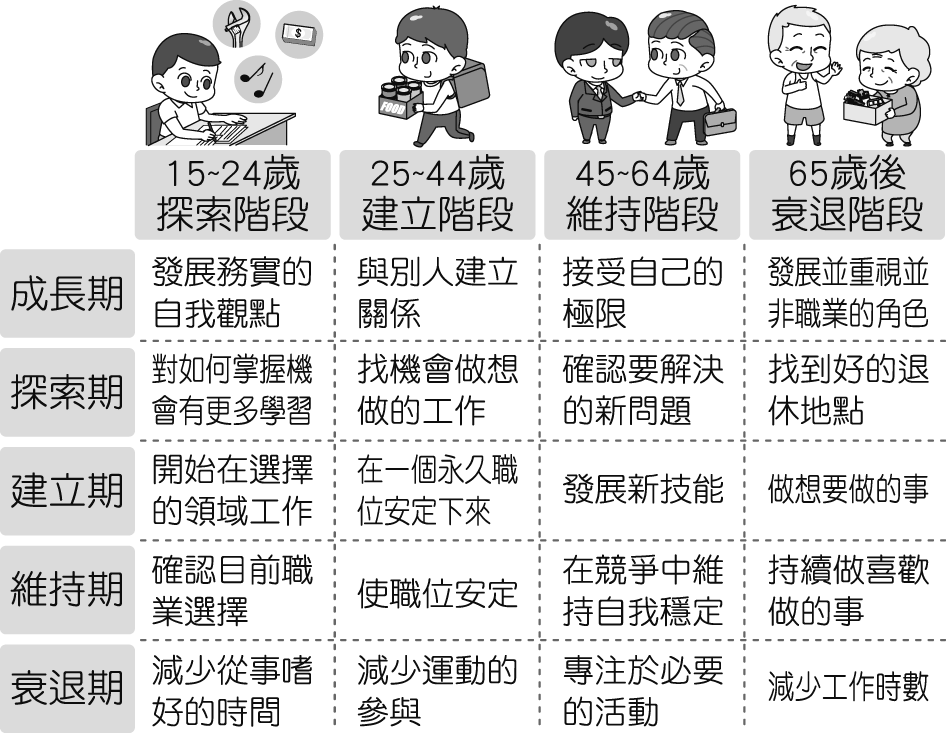 $
FOOD
15~24歲
探索階段
25~44歲
建立階段
45~64歲
維持階段
65歲後
衰退階段
成長期
發展務實的
自我觀點
與別人建立
關係
接受自己的
極限
發展並重視並
非職業的角色
探索期
對如何掌握機
會有更多學習
找機會做想
做的工作
確認要解決
的新問題
找到好的退
休地點
建立期
開始在選擇
的領域工作
在一個永久職
位安定下來
發展新技能
做想要做的事
維持期
確認目前職
業選擇
使職位安定
在競爭中維
持自我穩定
持續做喜歡
做的事
衰退期
減少從事嗜
好的時間
減少運動的
參與
專注於必要
的活動
減少工作時數